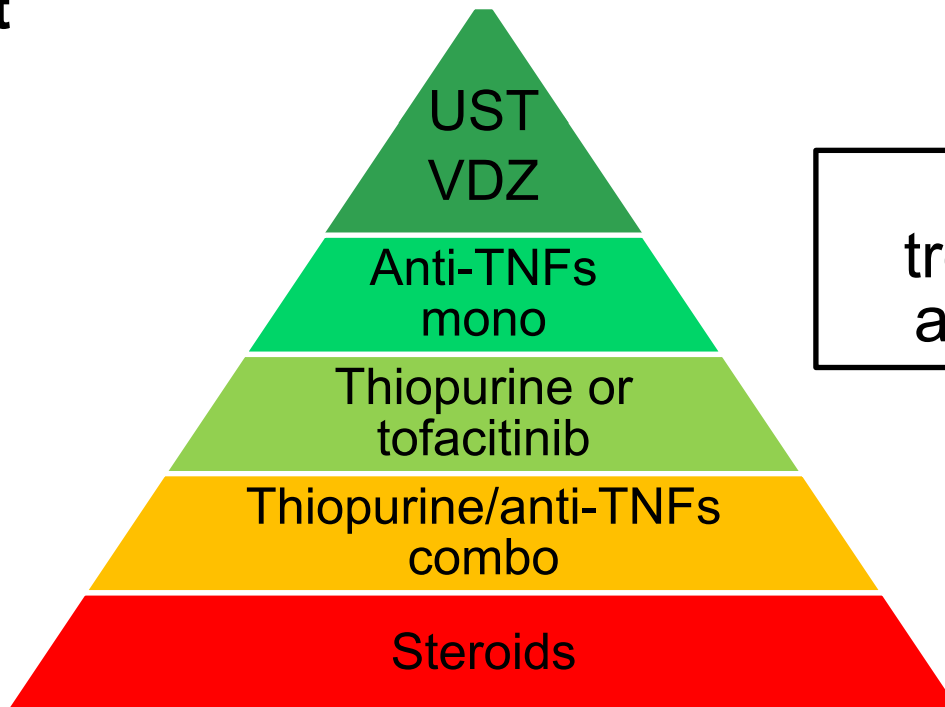 UST
VDZ
Anti-TNFs
mono
Thiopurine or
tofacitinib
Thiopurine/anti-TNFs
combo
Steroids